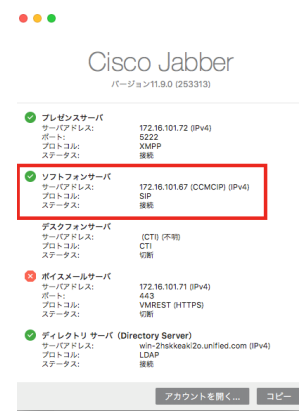 Cisco Jabber
バージョン11.9.0 (253313)
プレゼンスサーバ
サーバアドレス: 172.16.101.72 (IPv4)
ポート: 5222
プロトコル: XMPP
ステータス: 接続
ソフトフォンサーバ
サーバアドレス: 172.16.101.67 (CCMCIP) (IPv4)
プロトコル: SIP
ステータス: 接続
デスクフォンサーバ
サーバアドレス: (CTI) (不明)
プロトコル: CTI
ステータス: 切断
ボイスメールサーバ
サーバアドレス: 172.16.101.71 (IPv4)
ポート: 443
プロトコル: VMREST (HTTPS)
ステータス: 切断
ディレクトリ サーバ (Directory Server)
サーバアドレス: win-2hskkeaki2o.unified.com (IPv4)
プロトコル: LDAP
ステータス: 接続
アカウントを開く... コピー